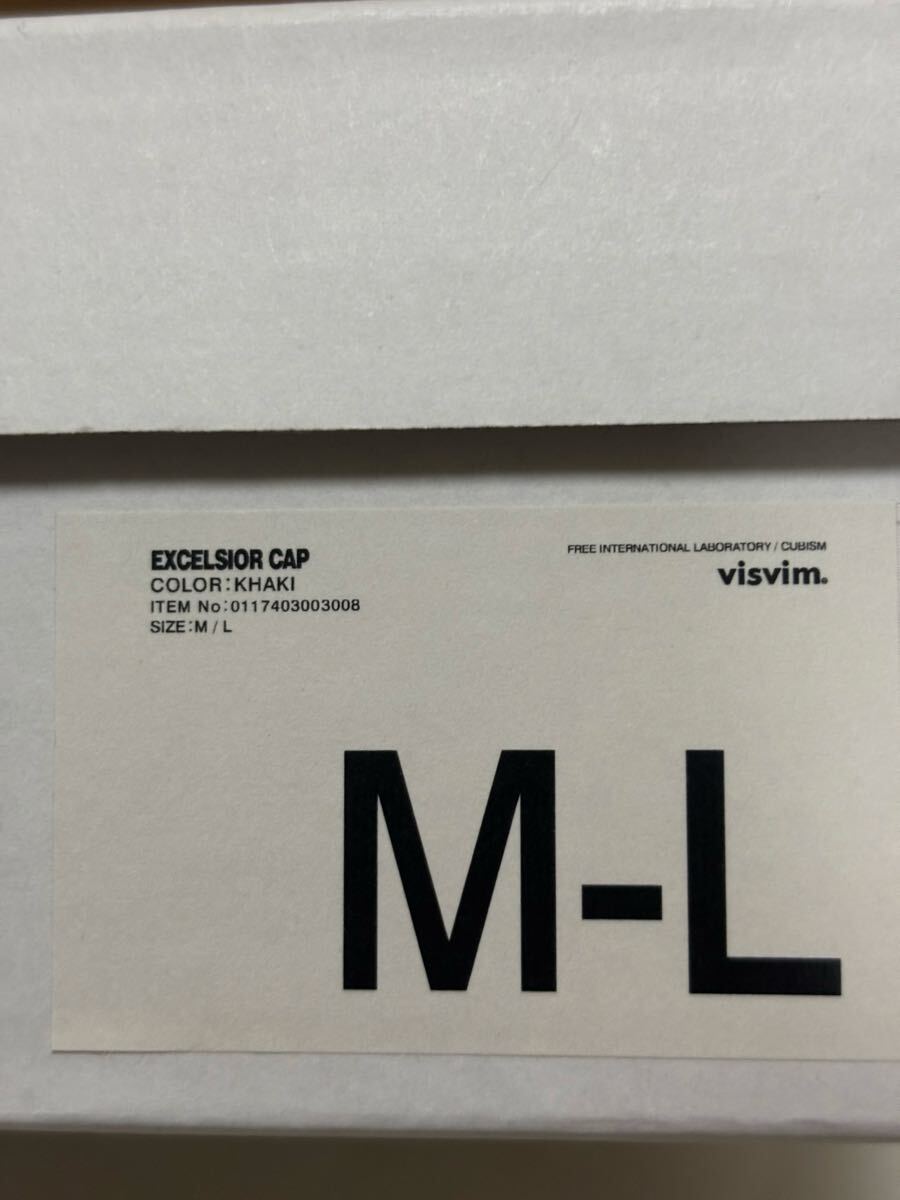 EXCELSIOR CAP
COLOR:KHAKI
ITEM No:0117403003008
SIZE:M / L
FREE INTERNATIONAL LABORATORY / CUBISM
visvim.
M-L